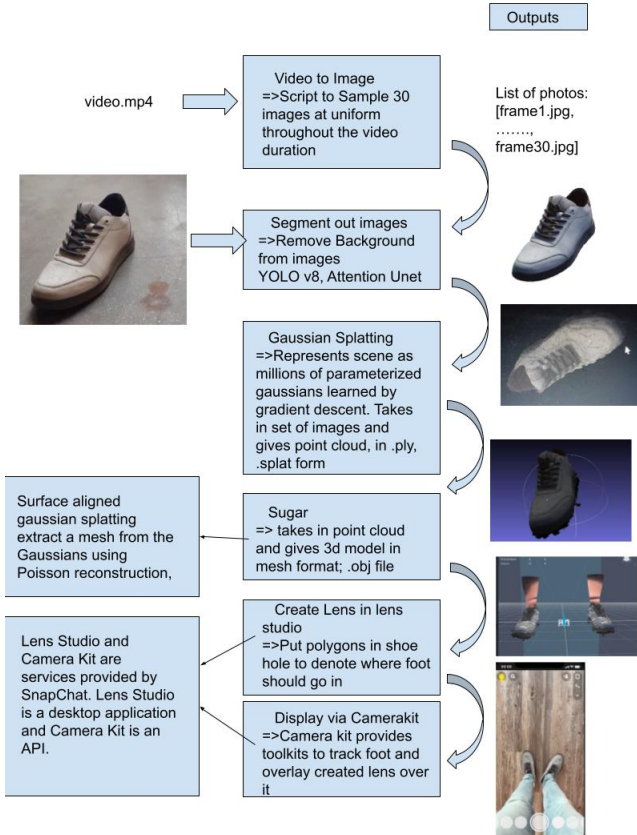 Outputs
video.mp4
Video to Image
=>Script to Sample 30
images at uniform
throughout the video
duration
List of photos:
[frame1.jpg,
.......,
frame30.jpg]
Segment out images
=>Remove Background
from images
YOLO v8, Attention Unet
Gaussian Splatting
=>Represents scene as
millions of parameterized
gaussians learned by
gradient descent. Takes
in set of images and
gives point cloud, in .ply,
.splat form
Surface aligned
gaussian splatting
extract a mesh from the
Gaussians using
Poisson reconstruction,
Sugar
=> takes in point cloud
and gives 3d model in
mesh format; .obj file
Create Lens in lens
studio
=>Put polygons in shoe
hole to denote where foot
should go in
Lens Studio and
Camera Kit are
services provided by
SnapChat. Lens Studio
is a desktop application
and Camera Kit is an
API.
Display via Camerakit
=>Camera kit provides
toolkits to track foot and
overlay created lens over
it